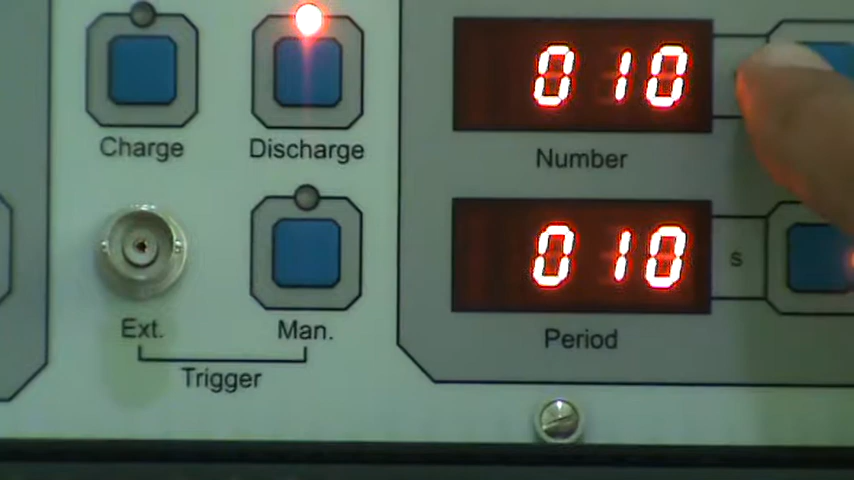 Charge
Discharge
010
Number
010
s
Period
Ext.
Man.
Trigger